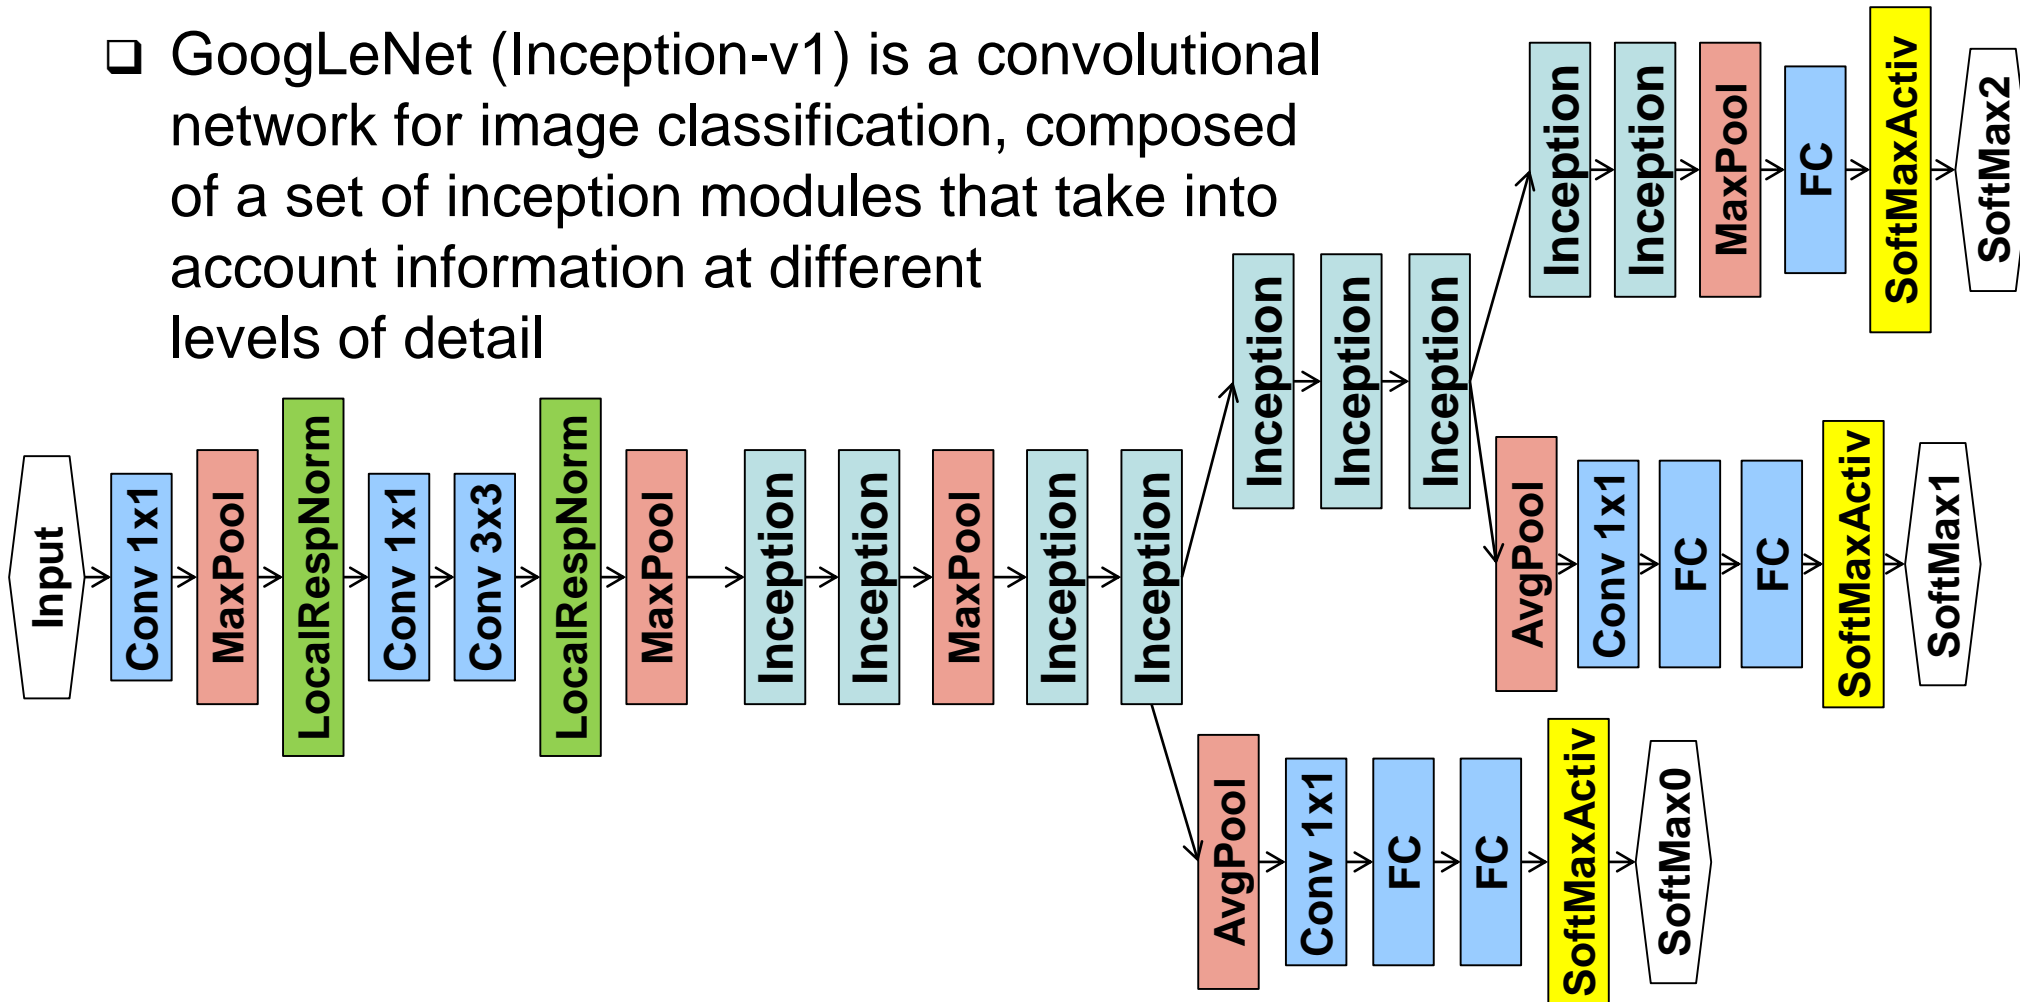 ❑ GoogLeNet (Inception-v1) is a convolutional
network for image classification, composed
of a set of inception modules that take into
account information at different
levels of detail
Input
Conv 1x1
MaxPool
LocalRespNorm
Conv 1x1
Conv 3x3
LocalRespNorm
MaxPool
Inception
Inception
MaxPool
Inception
Inception
Inception
Inception
Inception
Inception
Inception
MaxPool
FC
SoftMaxActiv
SoftMax2
AvgPool
Conv 1x1
FC
FC
SoftMaxActiv
SoftMax1
AvgPool
Conv 1x1
FC
FC
SoftMaxActiv
SoftMax0